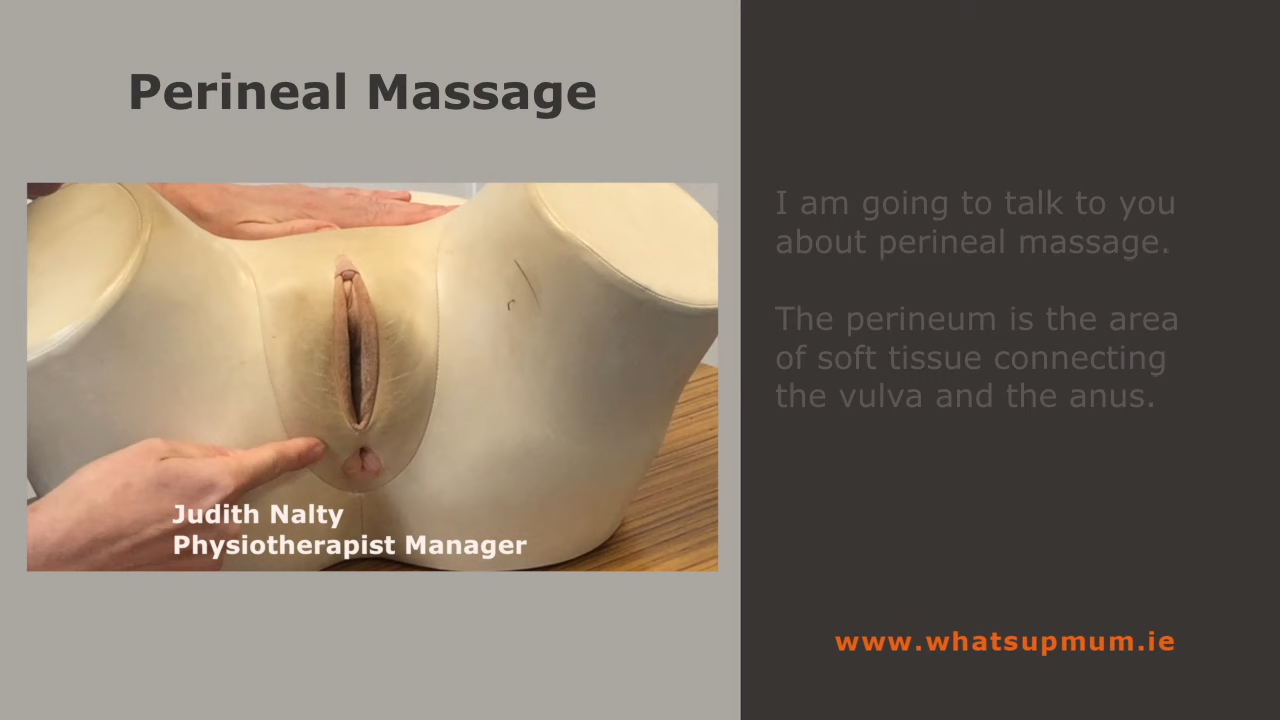 Perineal Massage
Judith Nalty
Physiotherapist Manager
I am going to talk to you
about perineal massage.
The perineum is the area
of soft tissue connecting
the vulva and the anus.
www.whatsupmum.ie